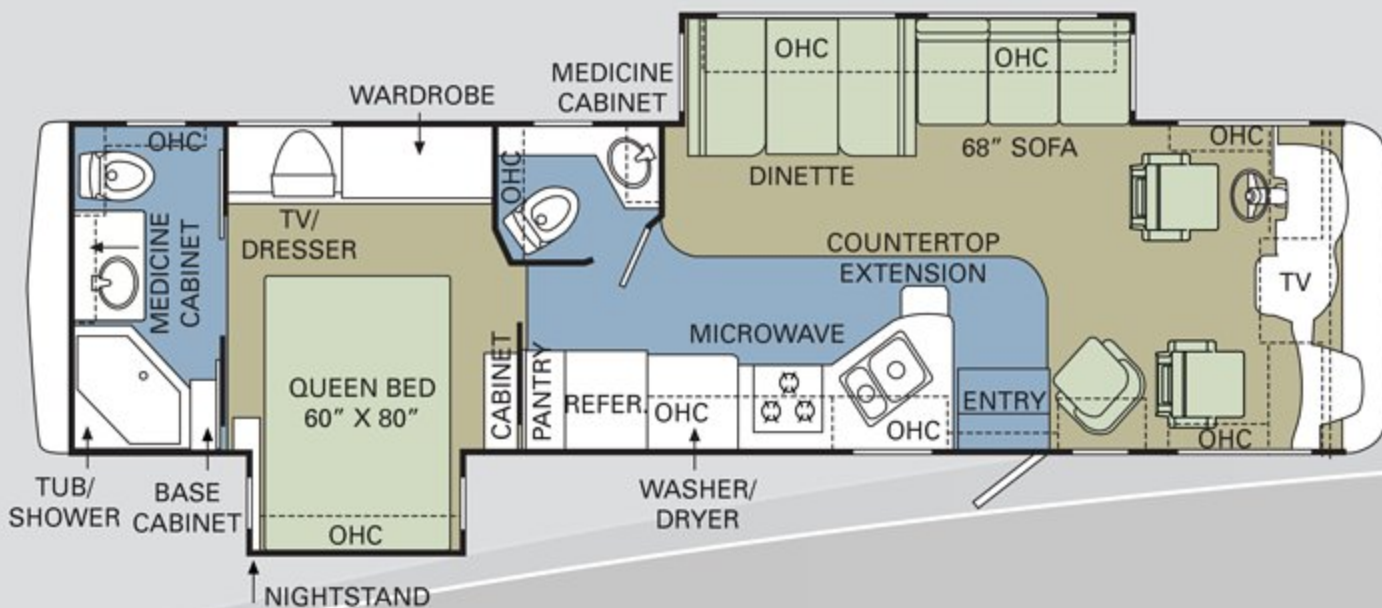 OHC
OHC
MEDICINE
CABINET
WARDROBE
OHC
OHC
OHC
68" SOFA
DINETTE
MEDICINE
CABINET
TV/
DRESSER
COUNTERTOP
EXTENSION
TV
MICROWAVE
QUEEN BED
60" X 80"
CABINET
PANTRY
REFER.
OHC
ENTRY
OHC
OHC
TUB/
SHOWER
BASE
CABINET
WASHER/
DRYER
OHC
NIGHTSTAND